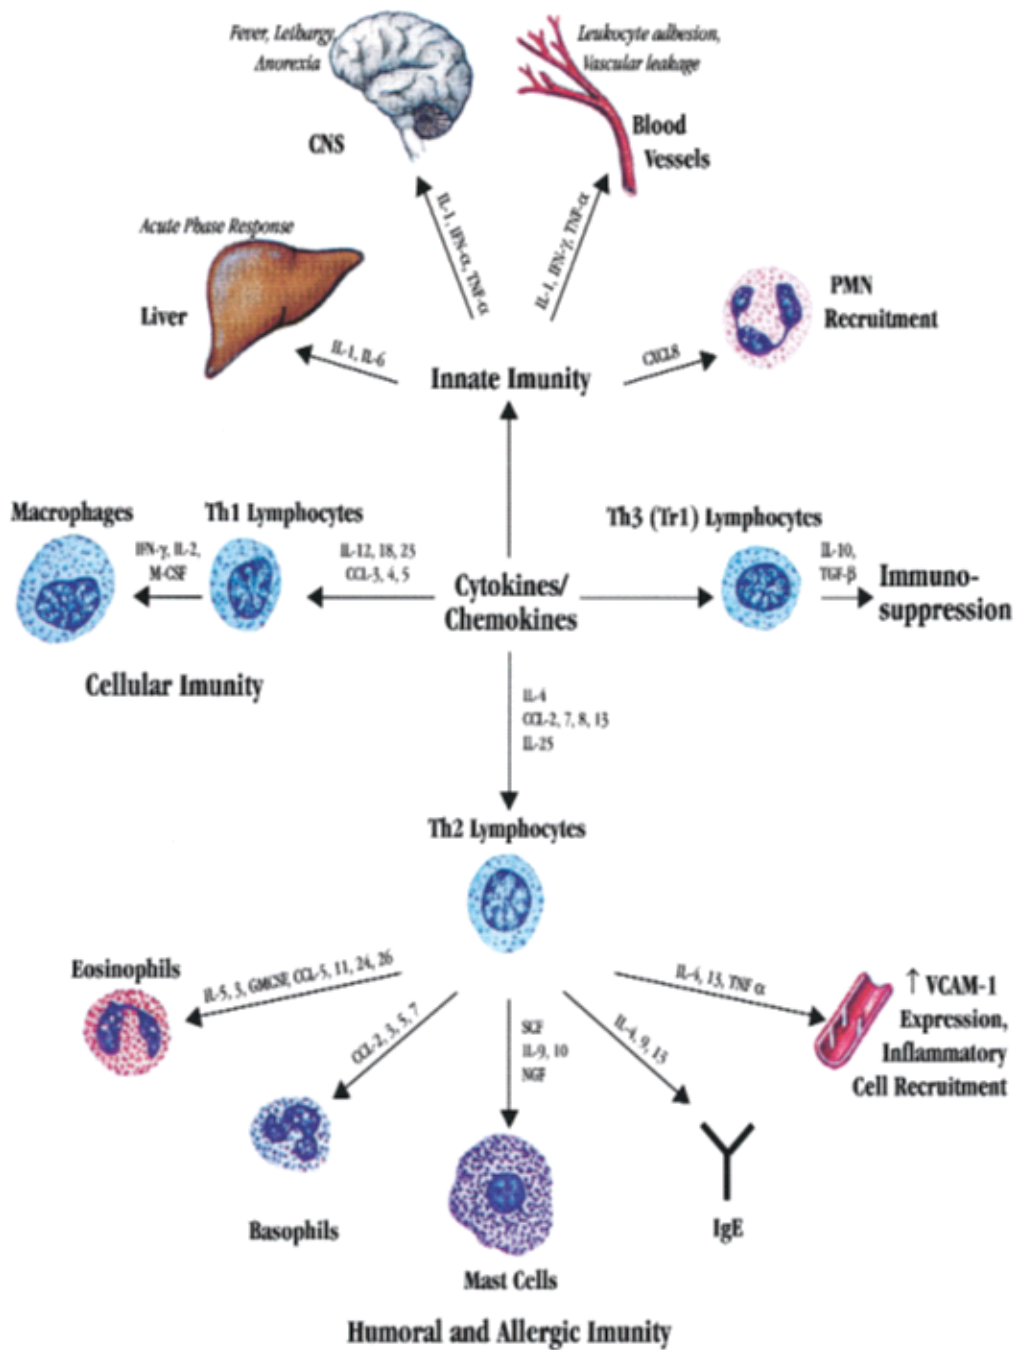 Fever, Lethargy,
Anorexia
CNS
Leukocyte adhesion,
Vascular leakage
Blood
Vessels
IL-1, IFN-α, TNF-α
IL-1, IFN-γ, TNF-α
Acute Phase Response
Liver
IL-1, IL-6
PMN
Recruitment
CXCL8
Innate Imunity
Macrophages
IFN-γ, IL-2,
M-CSF
Th1 Lymphocytes
IL-12, 18, 23
CCL-3, 4, 5
Cytokines/
Chemokines
Th3 (Tr1) Lymphocytes
IL-10,
TGF-β
Immuno-
suppression
Cellular Imunity
IL-4
CCL-2, 7, 8, 13
IL-25
Th2 Lymphocytes
Eosinophils
IL-5, 3, GMCSF, CCL-5, 11, 24, 26
CCL-2, 3, 5, 7
SCF
IL-9, 10
NGF
IL-4, 9, 13
IL-4, 13, TNF α
↑ VCAM-1
Expression,
Inflammatory
Cell Recruitment
Basophils
Mast Cells
IgE
Humoral and Allergic Imunity